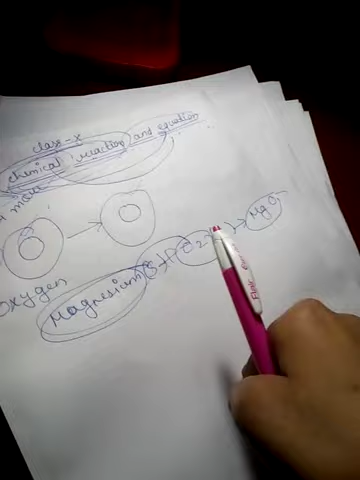 class-x
chemical reaction and equation
oxygen
Magnesium(s)+(O2)( )→MgO